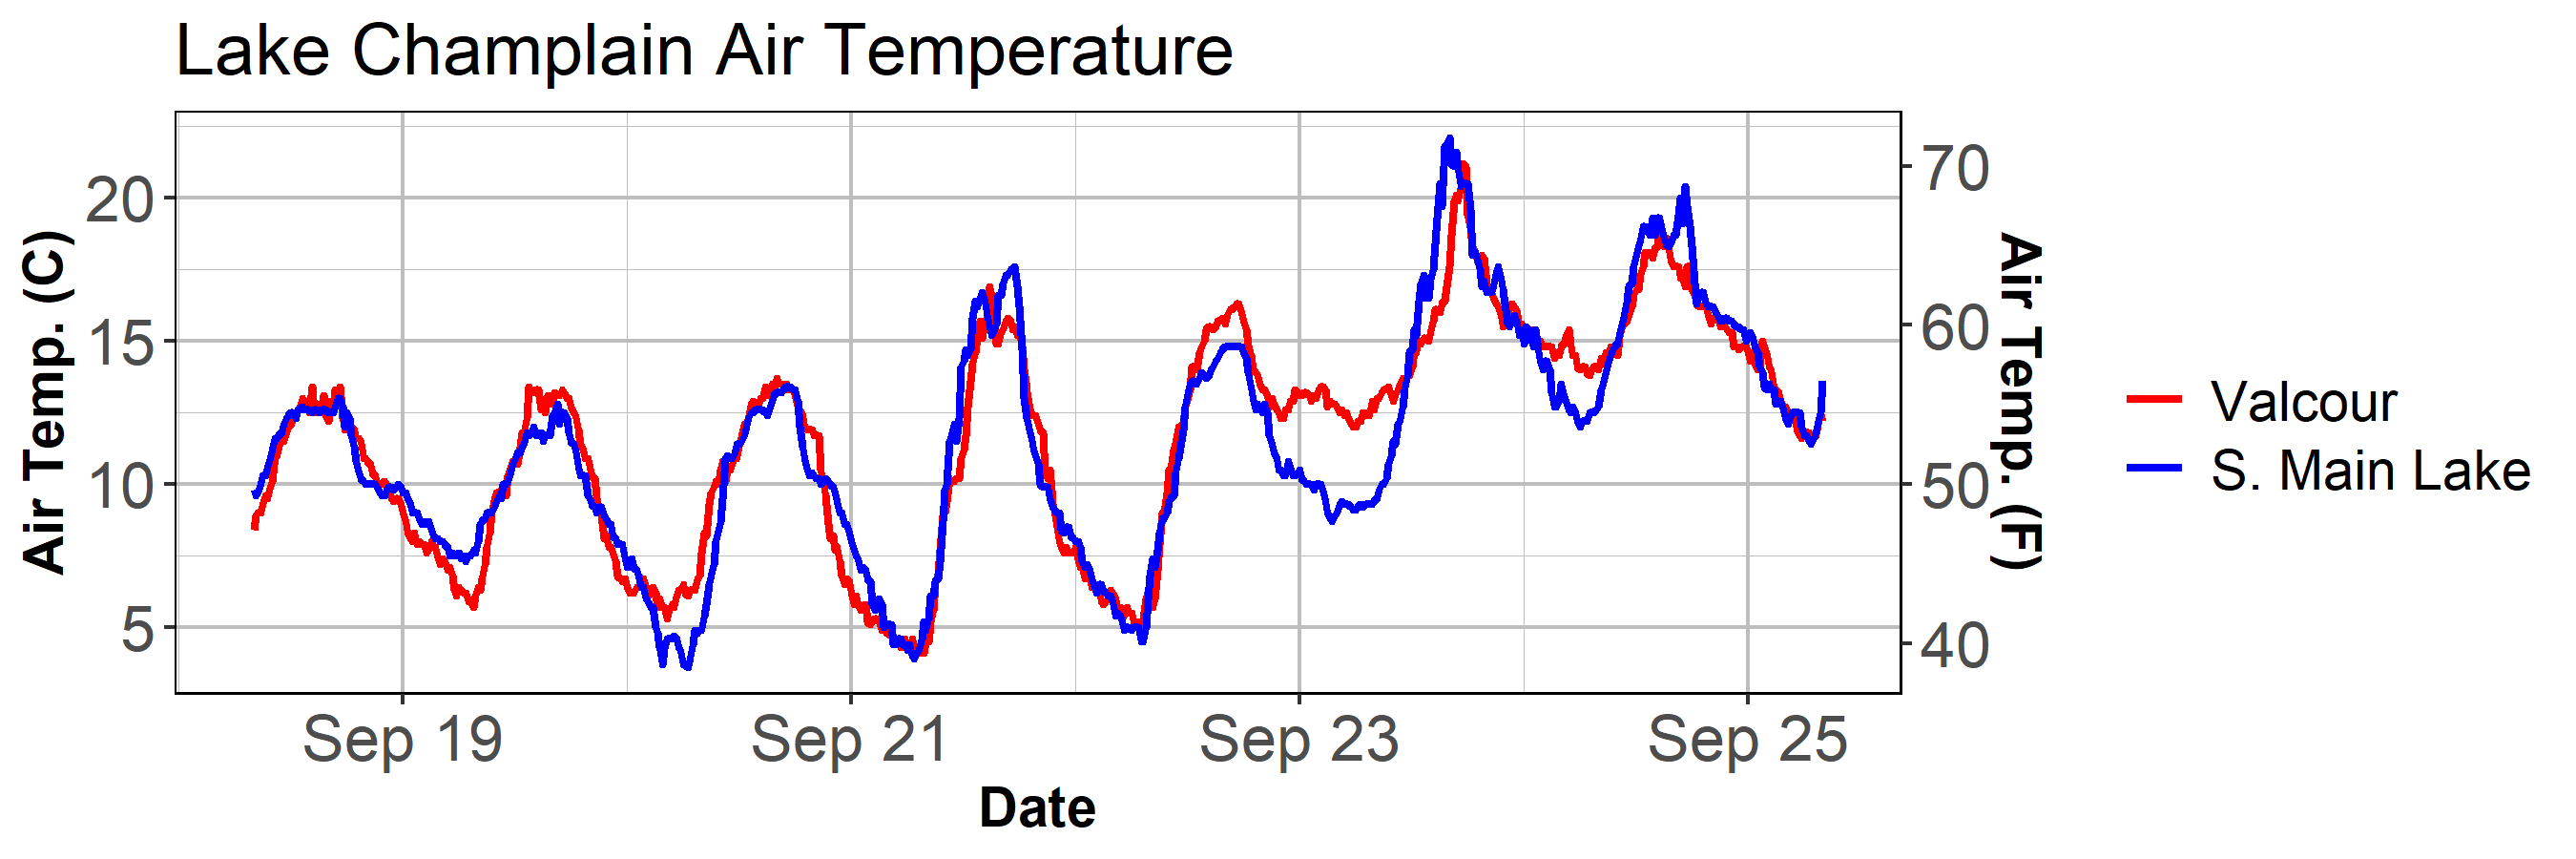 Lake Champlain Air Temperature
Air Temp. (C)
20
15
10
5
70
60
50
40
Air Temp. (F)
Sep 19
Sep 21
Sep 23
Sep 25
Date
Valcour
S. Main Lake